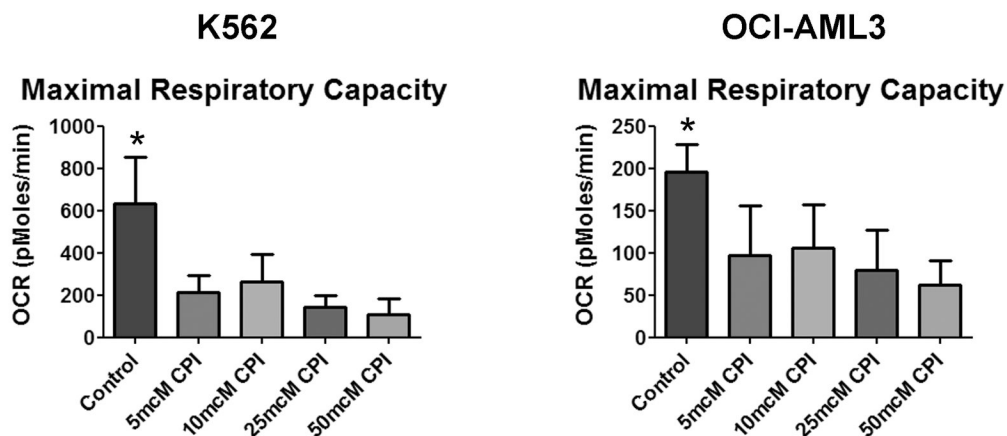 K562
Maximal Respiratory Capacity
OCR (pMoles/min)
1000
800
600
400
200
0
*
Control
5mcM CPI
10mcM CPI
25mcM CPI
50mcM CPI
OCI-AML3
Maximal Respiratory Capacity
OCR (pMoles/min)
250
200
150
100
50
0
*
Control
5mcM CPI
10mcM CPI
25mcM CPI
50mcM CPI